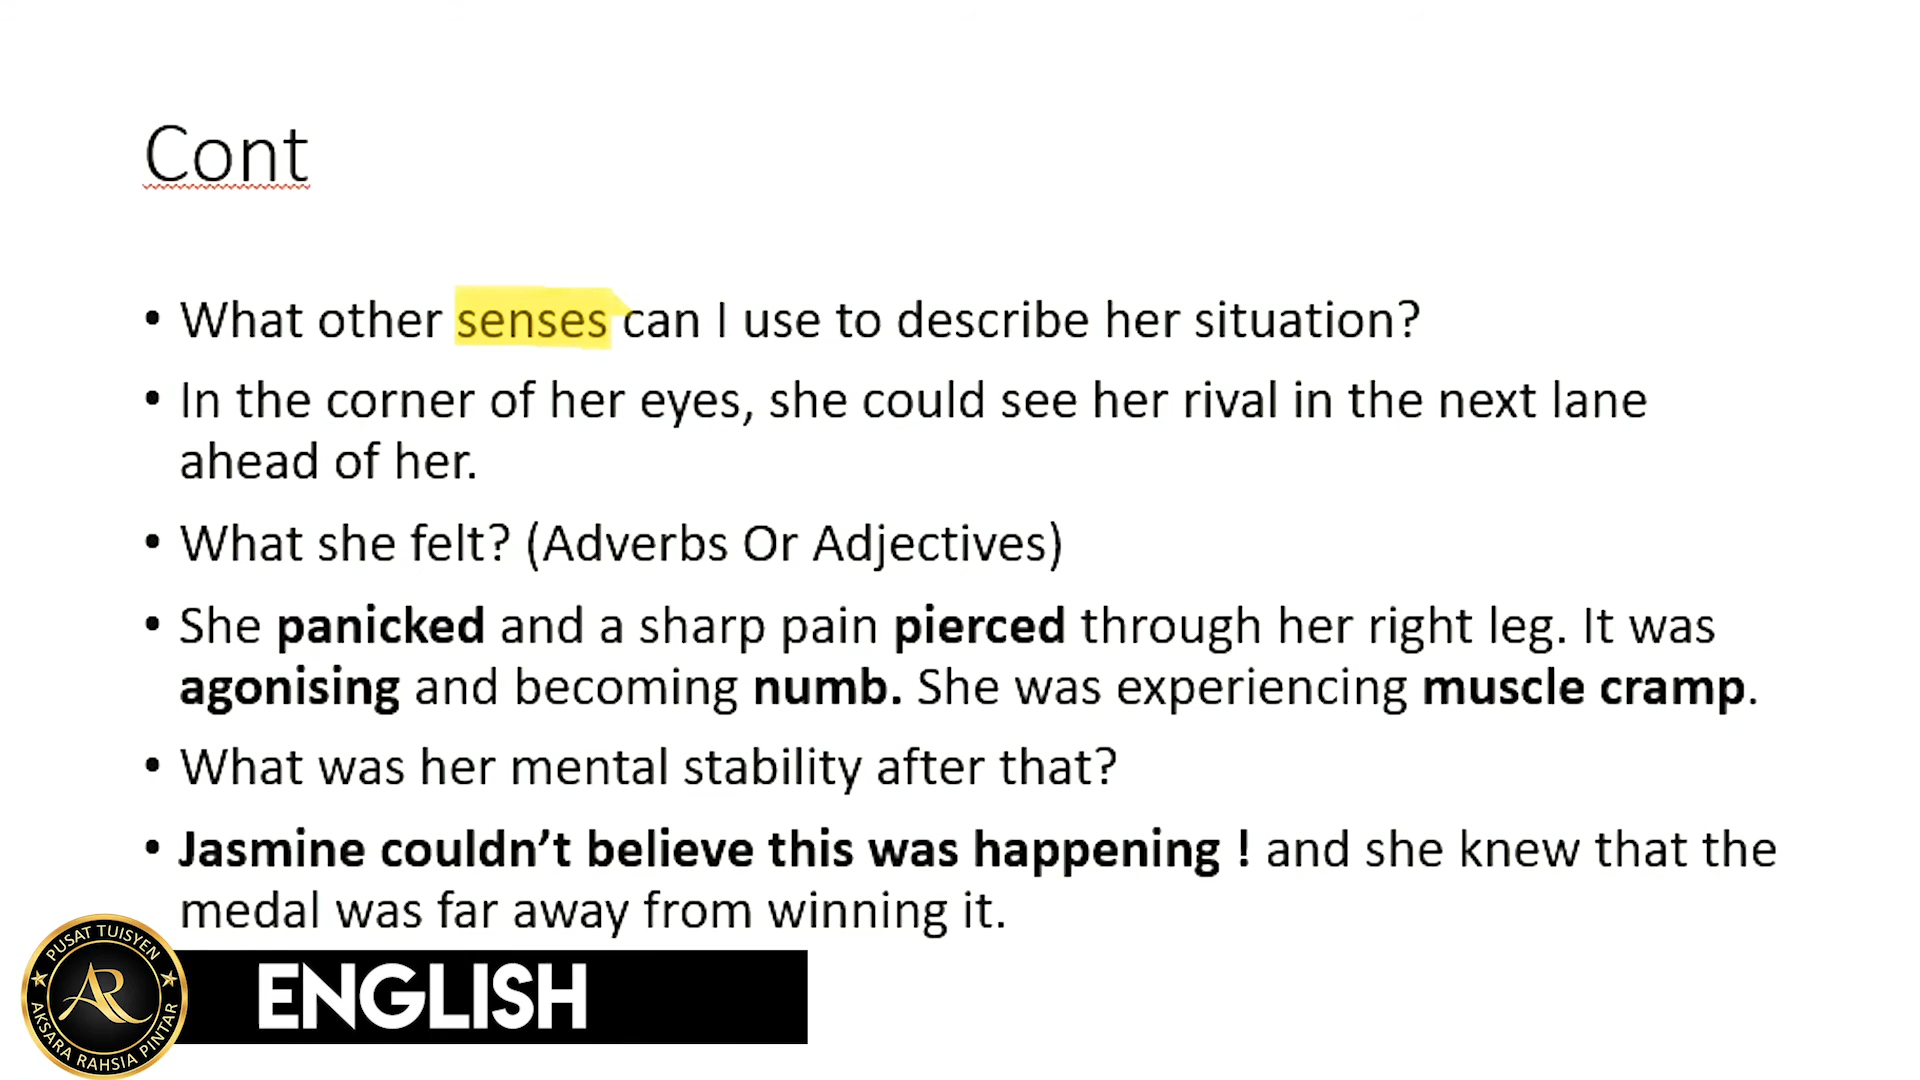 Cont
• What other senses can I use to describe her situation?
• In the corner of her eyes, she could see her rival in the next lane
ahead of her.
• What she felt? (Adverbs Or Adjectives)
• She panicked and a sharp pain pierced through her right leg. It was
agonising and becoming numb. She was experiencing muscle cramp.
• What was her mental stability after that?
• Jasmine couldn’t believe this was happening ! and she knew that the
medal was far away from winning it.
PUSAT TUISYEN
AR
AKSARA RAHSIA PINTAR
ENGLISH